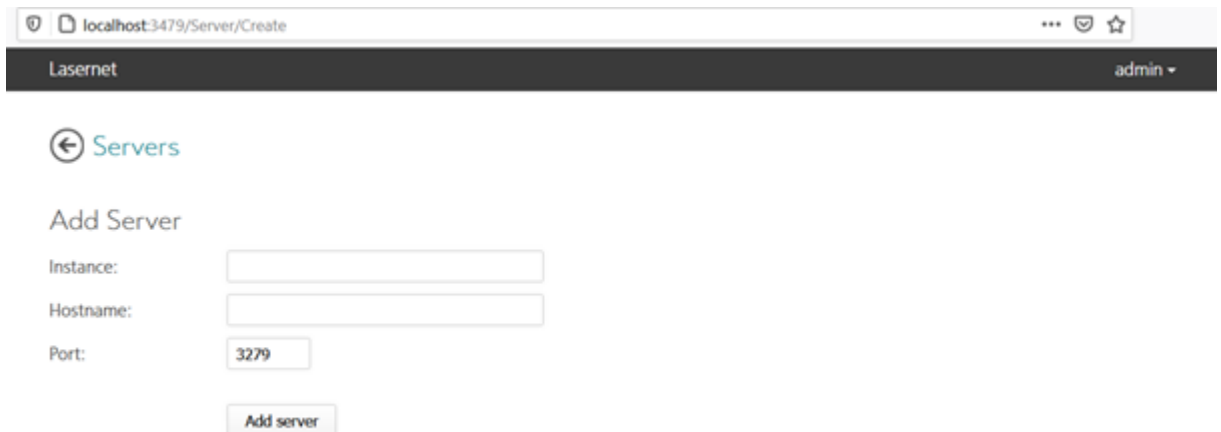 localhost:3479/Server/Create
Lasernet admin
Servers
Add Server
Instance:
Hostname:
Port: 3279
Add server